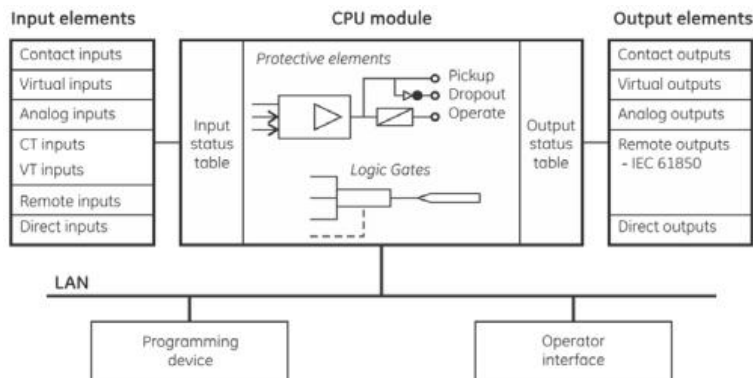 Input elements
CPU module
Output elements
Contact inputs
Virtual inputs
Analog inputs
CT inputs
VT inputs
Remote inputs
Direct inputs
Input
status
table
Protective elements
Pickup
Dropout
Operate
Logic Gates
Output
status
table
Contact outputs
Virtual outputs
Analog outputs
Remote outputs
- IEC 61850
Direct outputs
LAN
Programming
device
Operator
interface